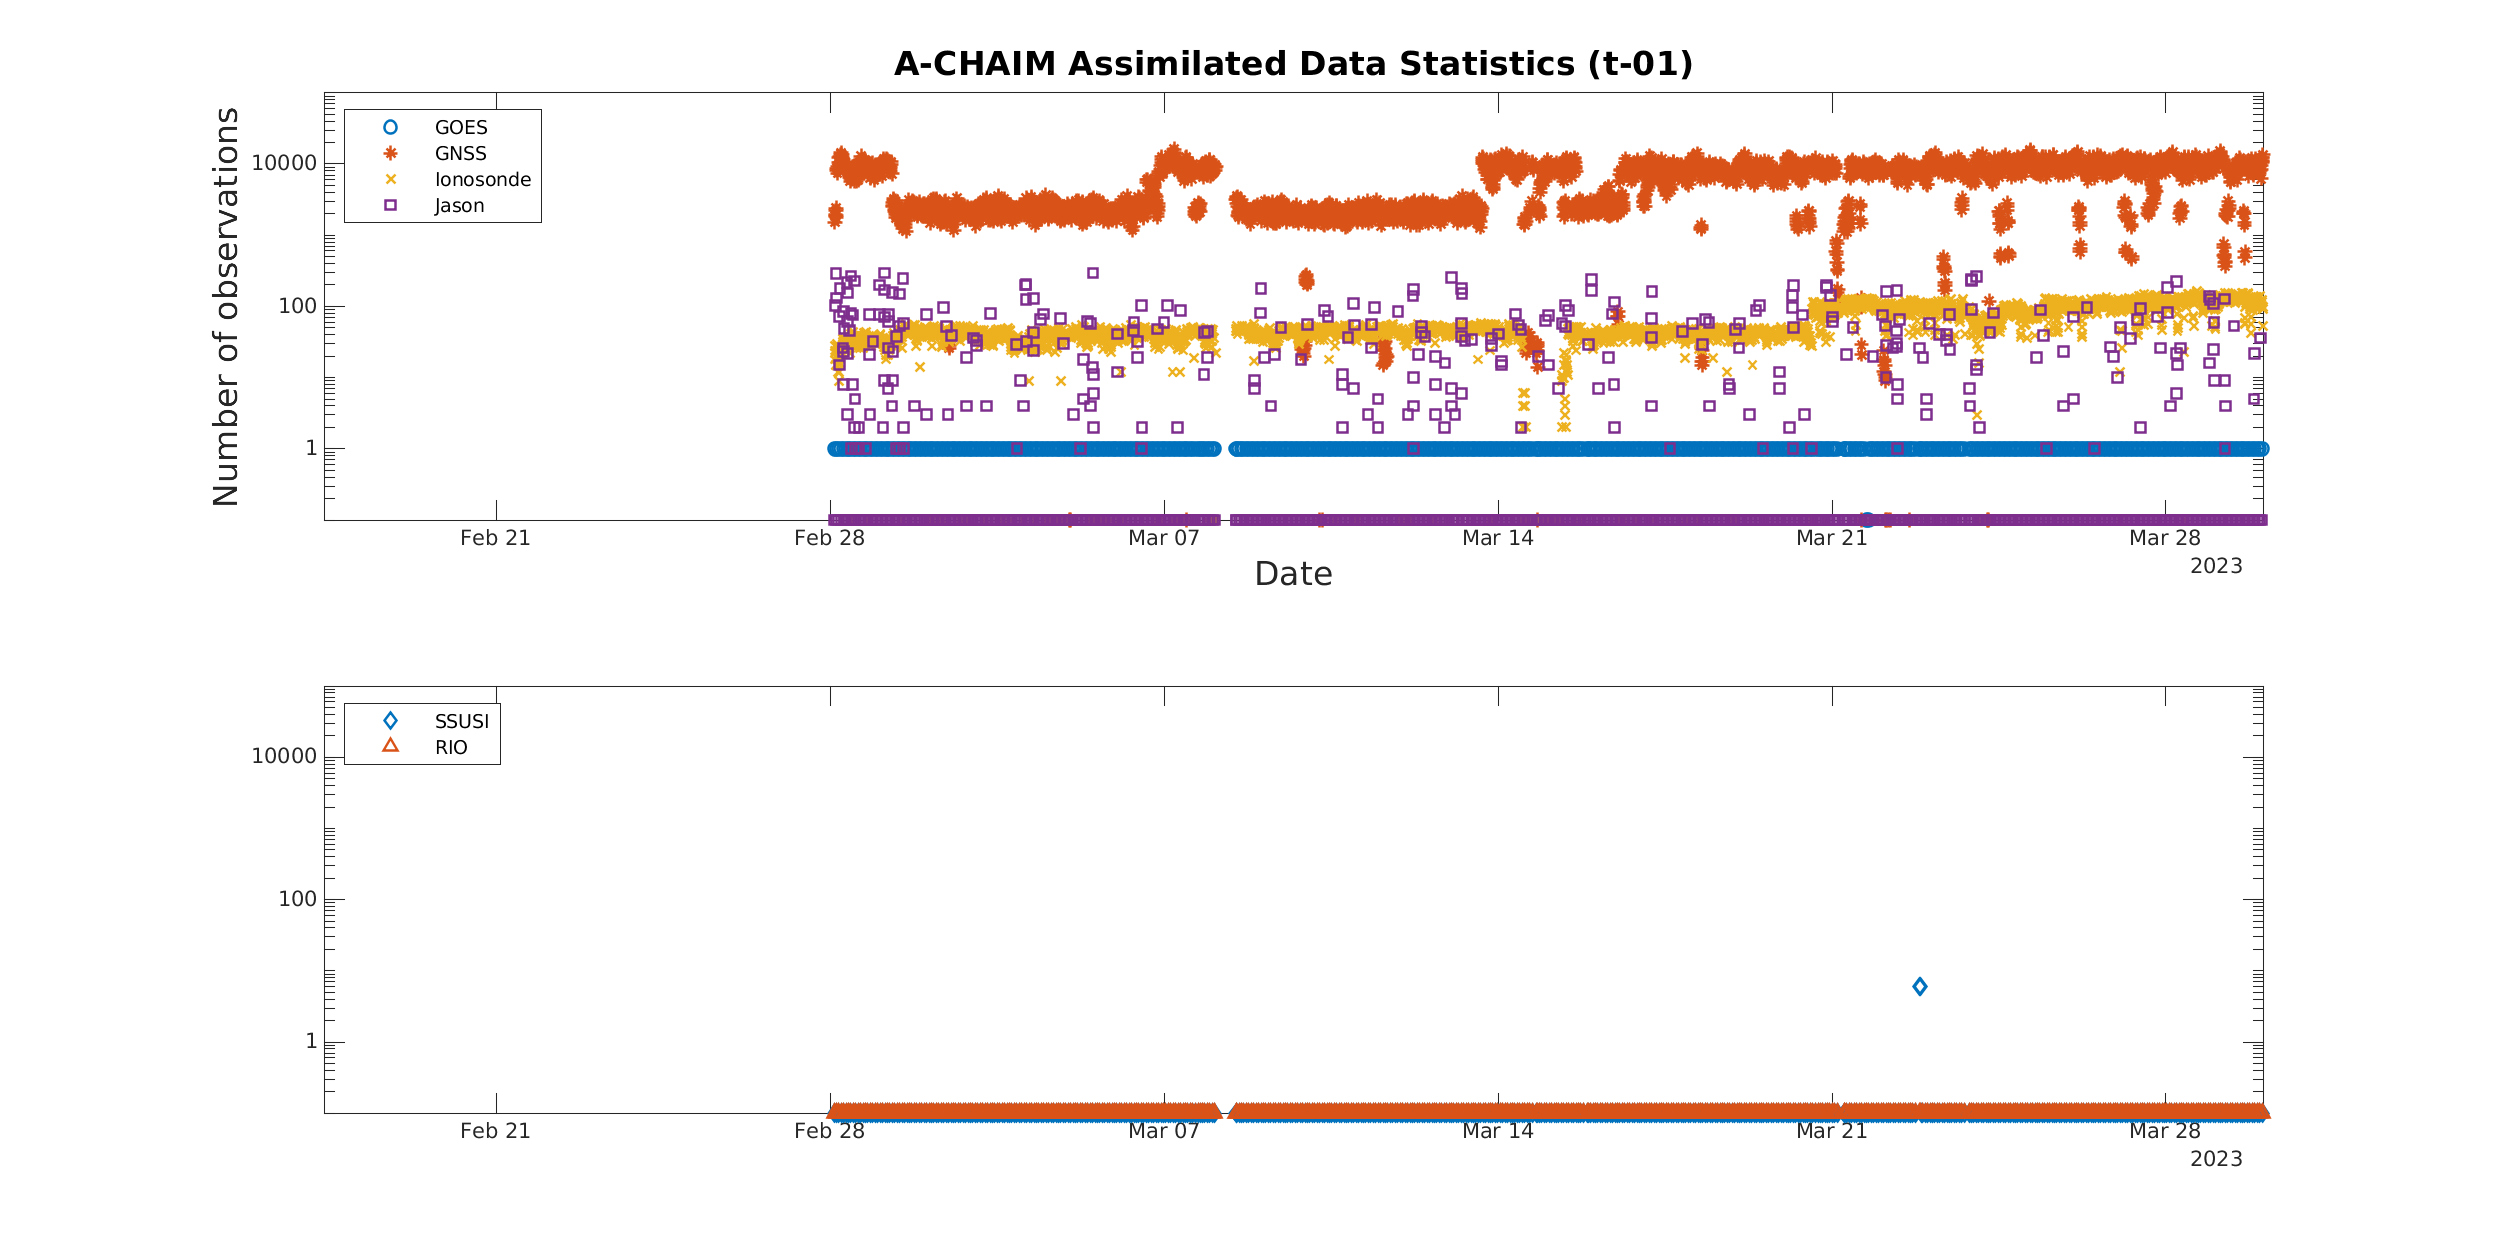 A-CHAIM Assimilated Data Statistics (t-01)
Number of observations
GOES
GNSS
Ionosonde
Jason
10000
100
1
Feb 21 Feb 28 Mar 07 Mar 14 Mar 21 Mar 28
2023
Date
SSUSI
RIO
10000
100
1
Feb 21 Feb 28 Mar 07 Mar 14 Mar 21 Mar 28
2023